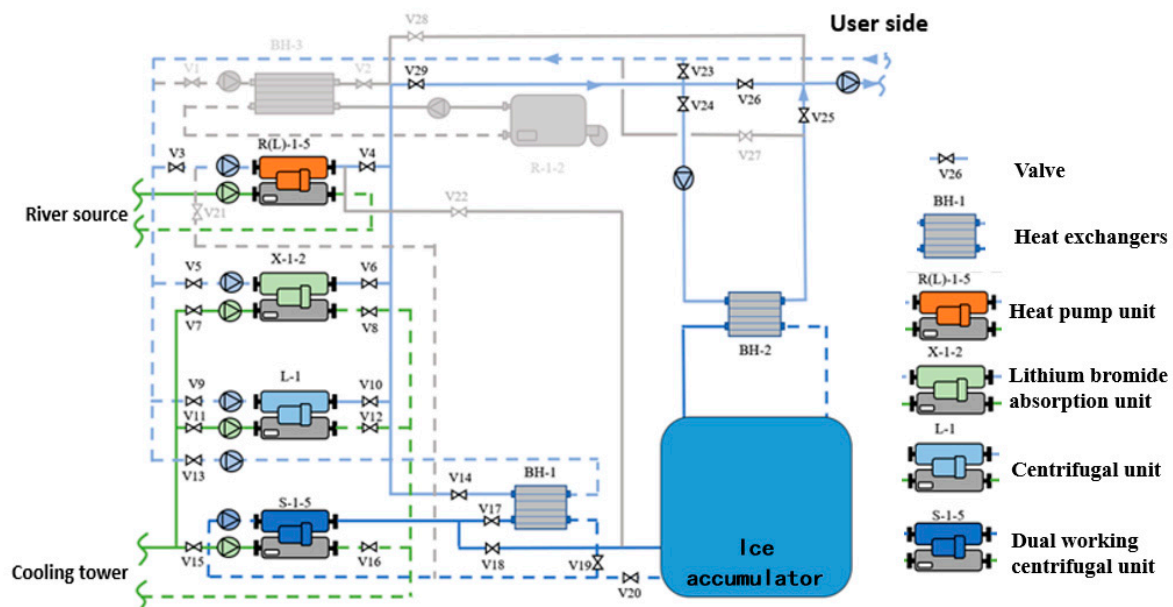 V28
User side
BH-3
V1
V2
V29
V23
V24
V26
V25
V27
R-1-2
V3
R(L)-1-5
V4
River source
V21
V22
V5
X-1-2
V6
V7
V8
V9
L-1
V10
V11
V12
V13
V14
BH-1
S-1-5
V17
V15
V16
V18
V19
V20
Cooling tower
BH-2
Ice
accumulator
V26
Valve
BH-1
Heat exchangers
R(L)-1-5
Heat pump unit
X-1-2
Lithium bromide
absorption unit
L-1
Centrifugal unit
S-1-5
Dual working
centrifugal unit